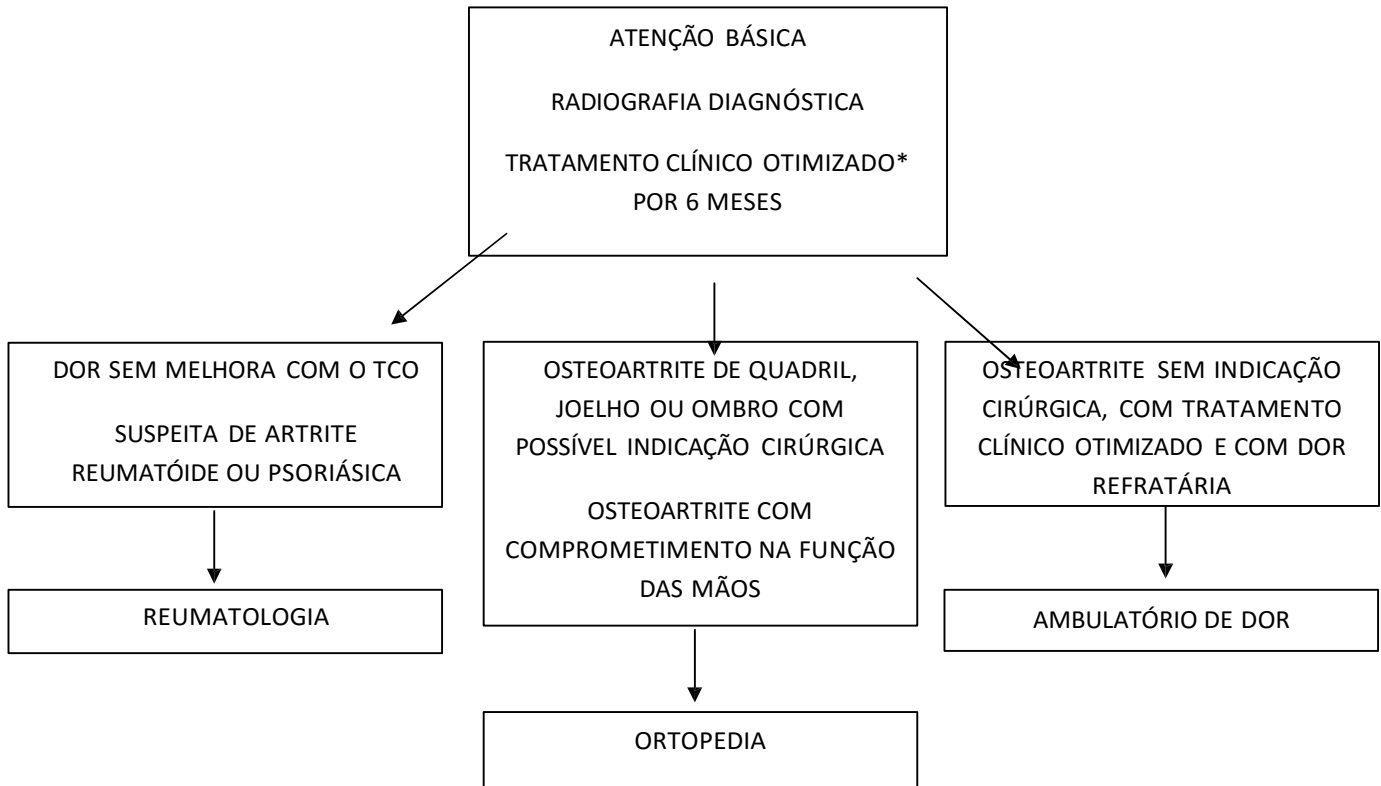 ATENÇÃO BÁSICA
RADIOGRAFIA DIAGNÓSTICA
TRATAMENTO CLÍNICO OTIMIZADO*
POR 6 MESES
DOR SEM MELHORA COM O TCO
SUSPEITA DE ARTRITE
REUMATÓIDE OU PSORIÁSICA
REUMATOLOGIA
OSTEOARTRITE DE QUADRIL,
JOELHO OU OMBRO COM
POSSÍVEL INDICAÇÃO CIRÚRGICA
OSTEOARTRITE COM
COMPROMETIMENTO NA FUNÇÃO
DAS MÃOS
ORTOPEDIA
OSTEOARTRITE SEM INDICAÇÃO
CIRÚRGICA, COM TRATAMENTO
CLÍNICO OTIMIZADO E COM DOR
REFRATÁRIA
AMBULATÓRIO DE DOR